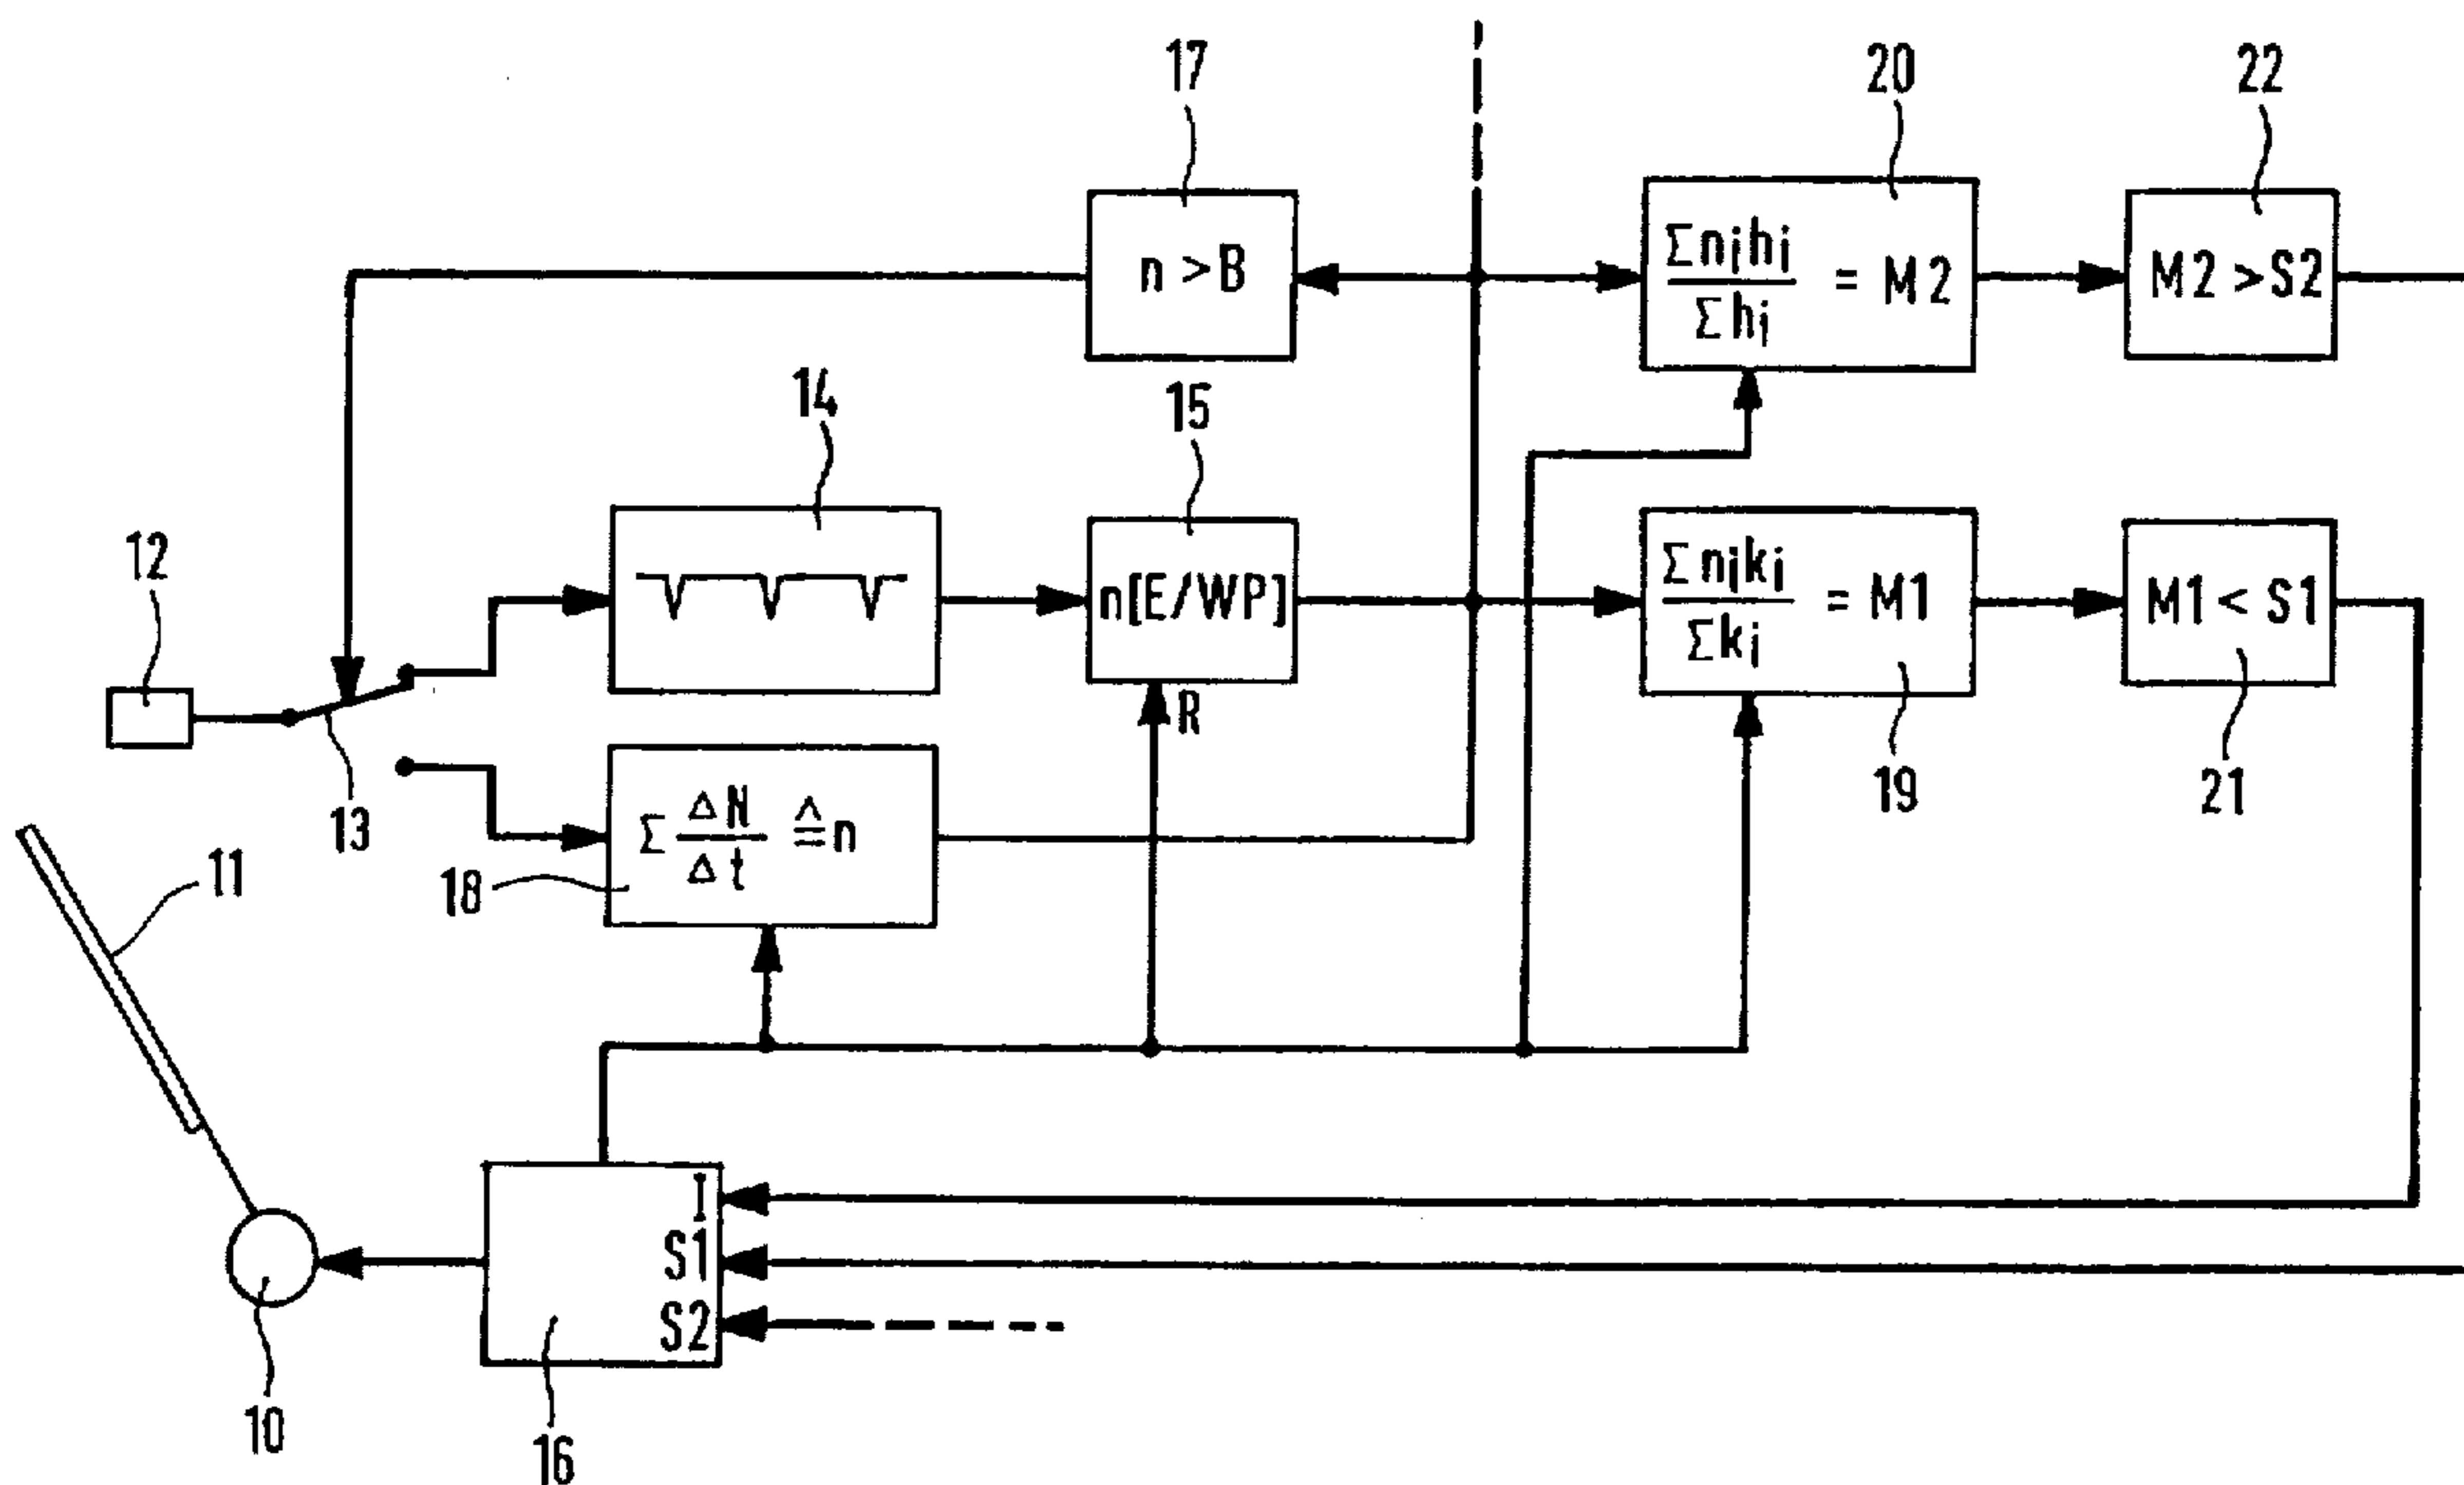 17
20
22
n > B
Σnᵢhᵢ
Σhᵢ
= M2
M2 > S2
14
15
12
n[E/WP]
Σnᵢkᵢ
Σkᵢ
= M1
M1 < S1
R
13
Σ ΔN
Δt
≙n
18
19
21
11
I
S1
S2
10
16